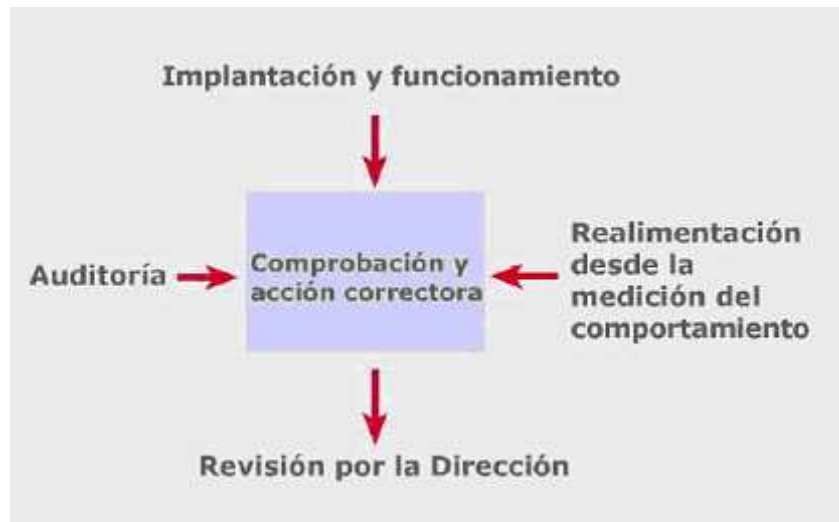 Implantación y funcionamiento
Auditoría
Comprobación y
acción correctora
Realimentación
desde la
medición del
comportamiento
Revisión por la Dirección